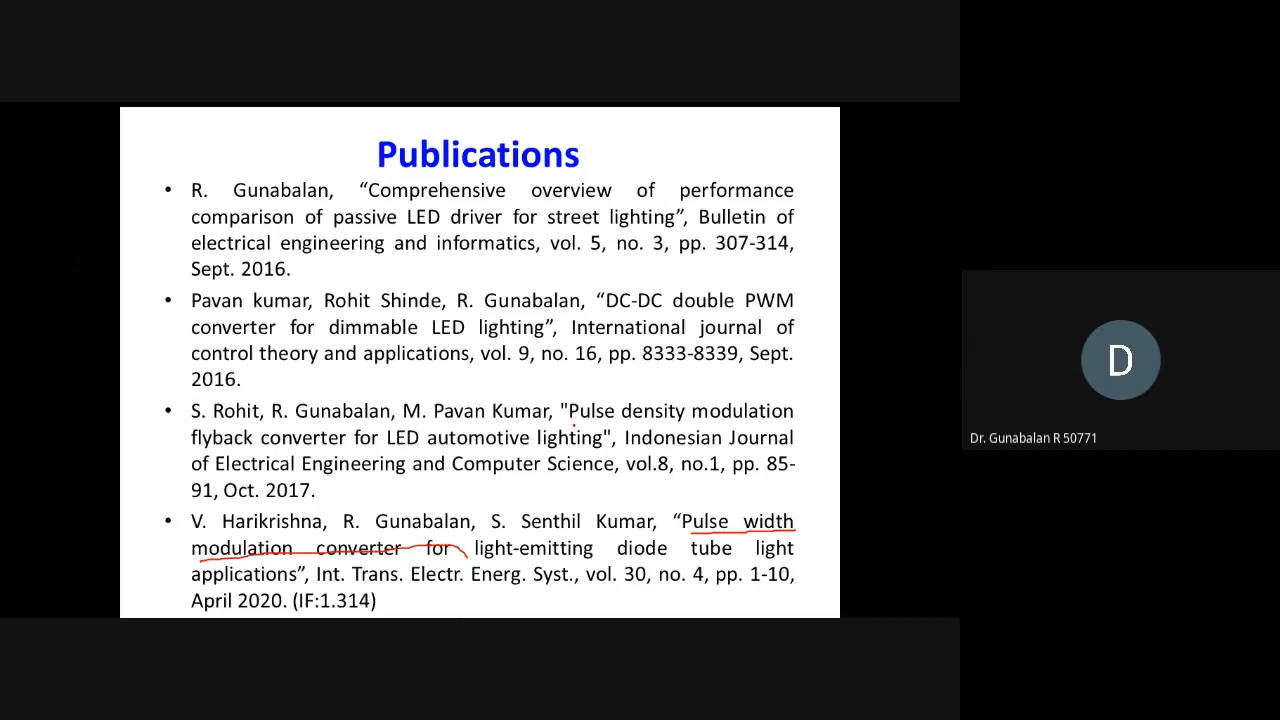 Publications
• R. Gunabalan, “Comprehensive overview of performance
comparison of passive LED driver for street lighting”, Bulletin of
electrical engineering and informatics, vol. 5, no. 3, pp. 307-314,
Sept. 2016.
• Pavan kumar, Rohit Shinde, R. Gunabalan, “DC-DC double PWM
converter for dimmable LED lighting”, International journal of
control theory and applications, vol. 9, no. 16, pp. 8333-8339, Sept.
2016.
• S. Rohit, R. Gunabalan, M. Pavan Kumar, "Pulse density modulation
flyback converter for LED automotive lighting", Indonesian Journal
of Electrical Engineering and Computer Science, vol.8, no.1, pp. 85-
91, Oct. 2017.
• V. Harikrishna, R. Gunabalan, S. Senthil Kumar, “Pulse width
modulation converter for light-emitting diode tube light
applications”, Int. Trans. Electr. Energ. Syst., vol. 30, no. 4, pp. 1-10,
April 2020. (IF:1.314)
D
Dr. Gunabalan R 50771